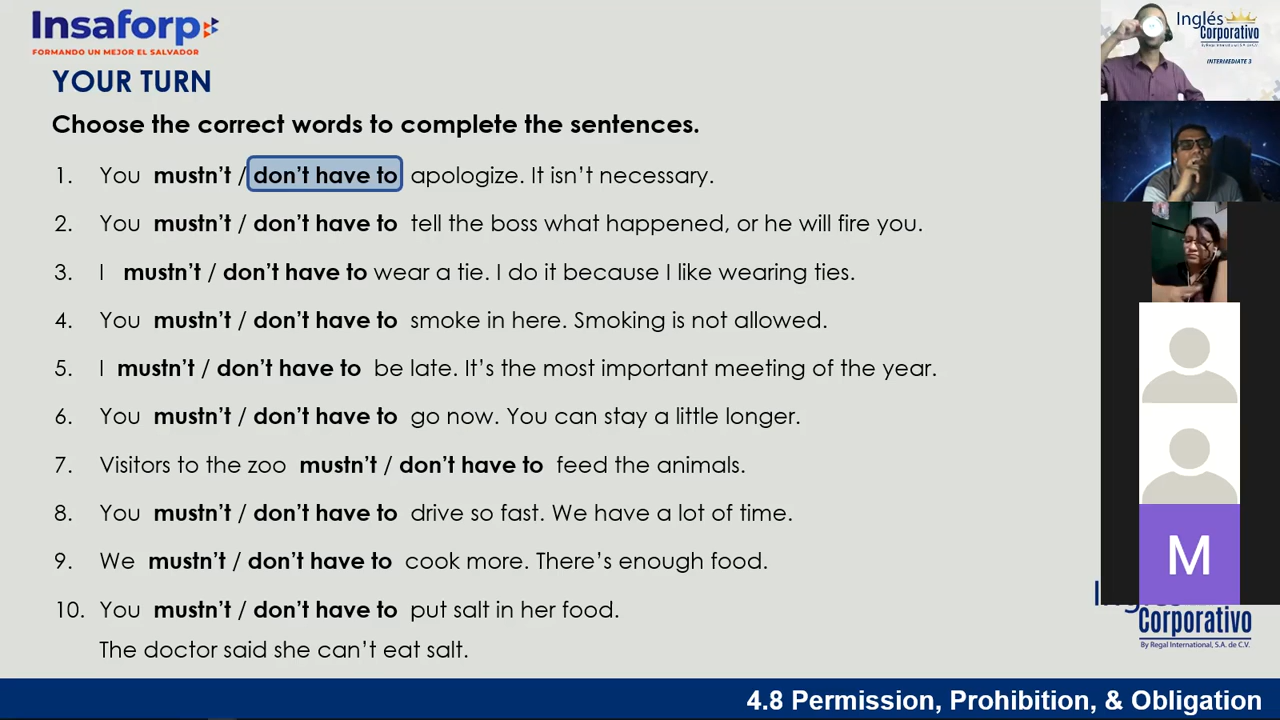 Insaforp
FORMANDO UN MEJOR EL SALVADOR
Inglés
Corporativo
INTERMEDIATE 3
YOUR TURN
Choose the correct words to complete the sentences.
1. You mustn't / don't have to apologize. It isn't necessary.
2. You mustn't / don't have to tell the boss what happened, or he will fire you.
3. I mustn't / don't have to wear a tie. I do it because I like wearing ties.
4. You mustn't / don't have to smoke in here. Smoking is not allowed.
5. I mustn't / don't have to be late. It's the most important meeting of the year.
6. You mustn't / don't have to go now. You can stay a little longer.
7. Visitors to the zoo mustn't / don't have to feed the animals.
8. You mustn't / don't have to drive so fast. We have a lot of time.
9. We mustn't / don't have to cook more. There's enough food.
10. You mustn't / don't have to put salt in her food.
The doctor said she can't eat salt.
M
Corporativo
By Regal International, S.A. de C.V.
4.8 Permission, Prohibition, & Obligation